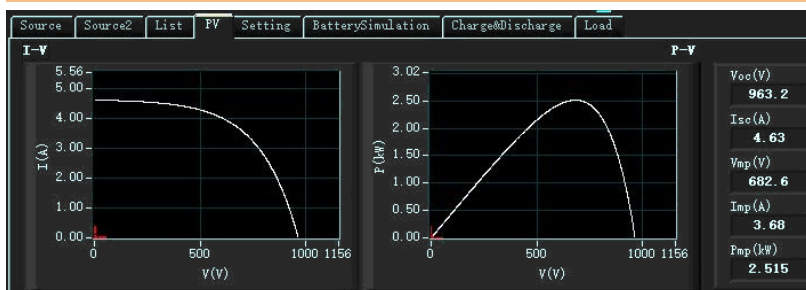 Source Source2 List PV Setting BatterySimulation Charge&Discharge Load
I-V
P-V
5.56
5.00
4.00
3.00
2.00
1.00
0.00
I(A)
0 500 1000 1156
V(V)
3.02
2.50
2.00
1.50
1.00
0.50
0.00
P(kW)
0 500 1000 1156
V(V)
Voc(V)
963.2
Isc(A)
4.63
Vmp(V)
682.6
Imp(A)
3.68
Pmp(kW)
2.515